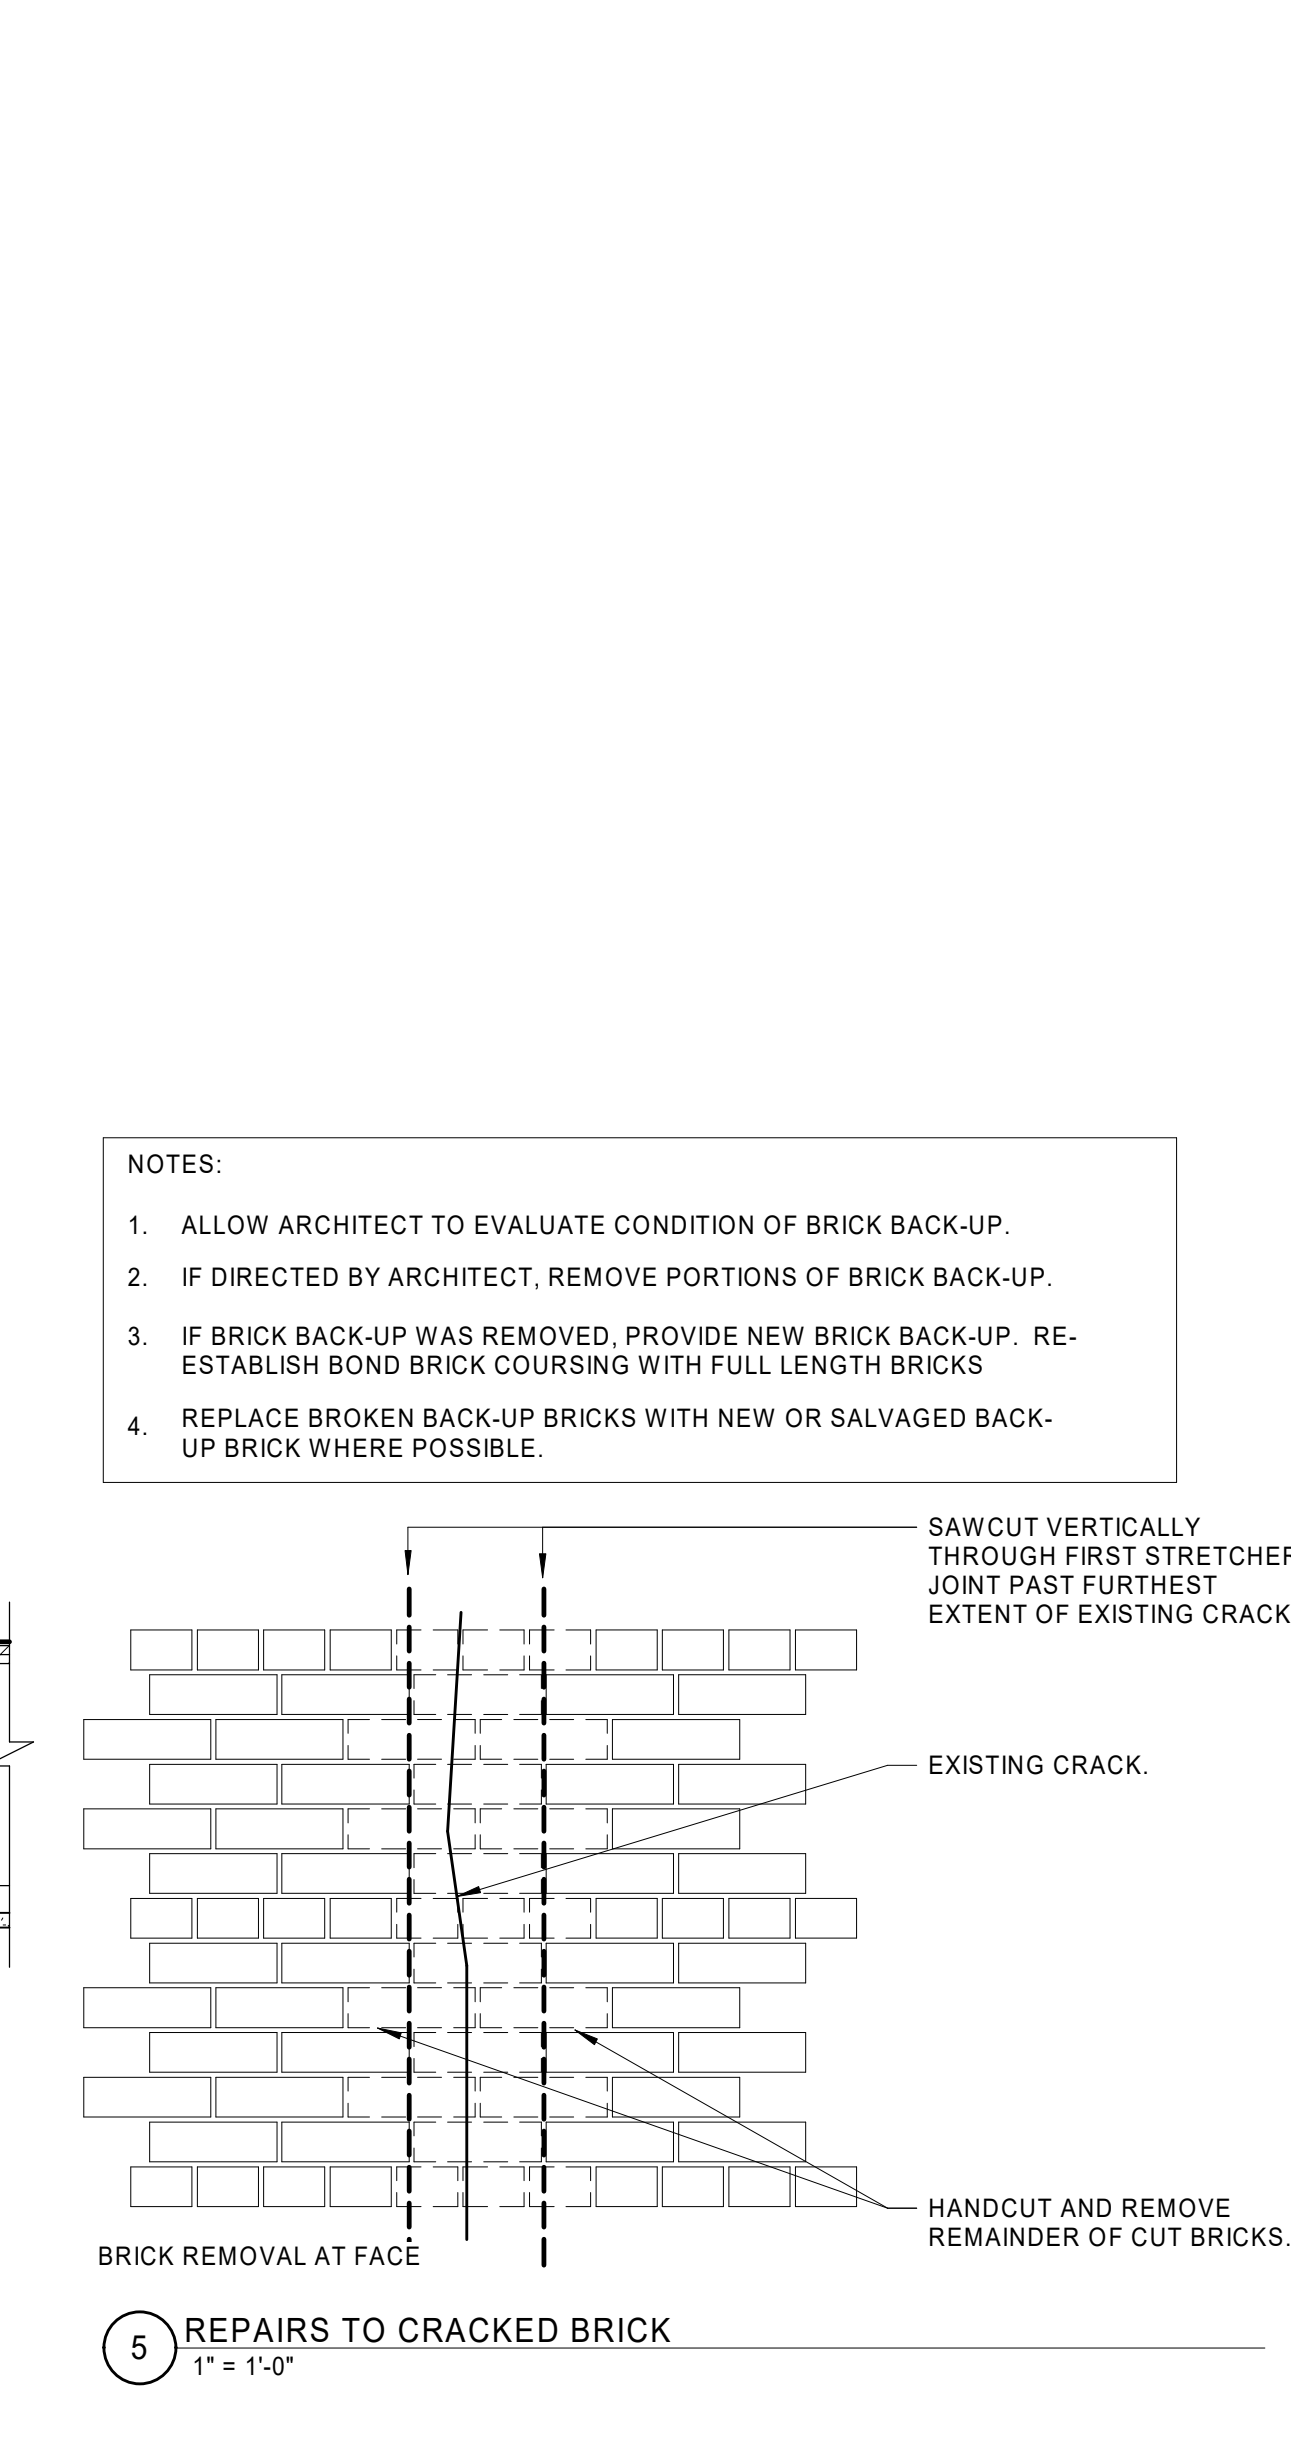 NOTES:
1. ALLOW ARCHITECT TO EVALUATE CONDITION OF BRICK BACK-UP.
2. IF DIRECTED BY ARCHITECT, REMOVE PORTIONS OF BRICK BACK-UP.
3. IF BRICK BACK-UP WAS REMOVED, PROVIDE NEW BRICK BACK-UP. RE-
ESTABLISH BOND BRICK COURSING WITH FULL LENGTH BRICKS
4. REPLACE BROKEN BACK-UP BRICKS WITH NEW OR SALVAGED BACK-
UP BRICK WHERE POSSIBLE.
SAWCUT VERTICALLY
THROUGH FIRST STRETCHER
JOINT PAST FURTHEST
EXTENT OF EXISTING CRACK
EXISTING CRACK.
HANDCUT AND REMOVE
REMAINDER OF CUT BRICKS.
BRICK REMOVAL AT FACE
5 REPAIRS TO CRACKED BRICK
1" = 1'-0"